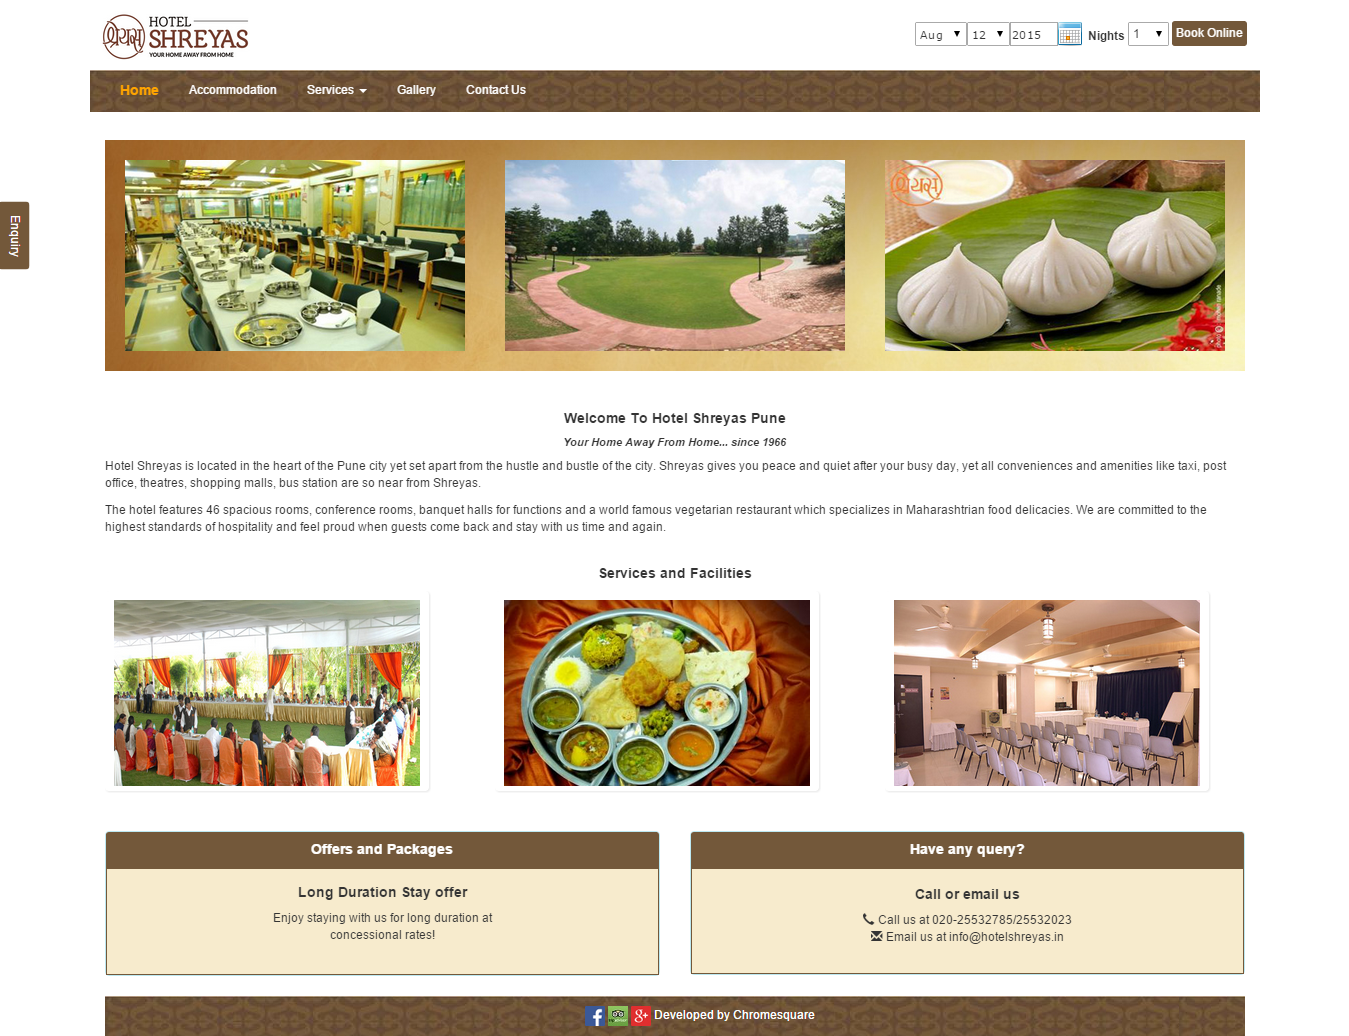 श्रेयस
HOTEL
SHREYAS
YOUR HOME AWAY FROM HOME
Aug 12 2015 Nights 1 Book Online
Home Accommodation Services Gallery Contact Us
Enquiry
श्रेयस
Welcome To Hotel Shreyas Pune
Your Home Away From Home... since 1966
Hotel Shreyas is located in the heart of the Pune city yet set apart from the hustle and bustle of the city. Shreyas gives you peace and quiet after your busy day, yet all conveniences and amenities like taxi, post
office, theatres, shopping malls, bus station are so near from Shreyas.
The hotel features 46 spacious rooms, conference rooms, banquet halls for functions and a world famous vegetarian restaurant which specializes in Maharashtrian food delicacies. We are committed to the
highest standards of hospitality and feel proud when guests come back and stay with us time and again.
Services and Facilities
Offers and Packages
Long Duration Stay offer
Enjoy staying with us for long duration at
concessional rates!
Have any query?
Call or email us
Call us at 020-25532785/25532023
Email us at info@hotelshreyas.in
Developed by Chromesquare